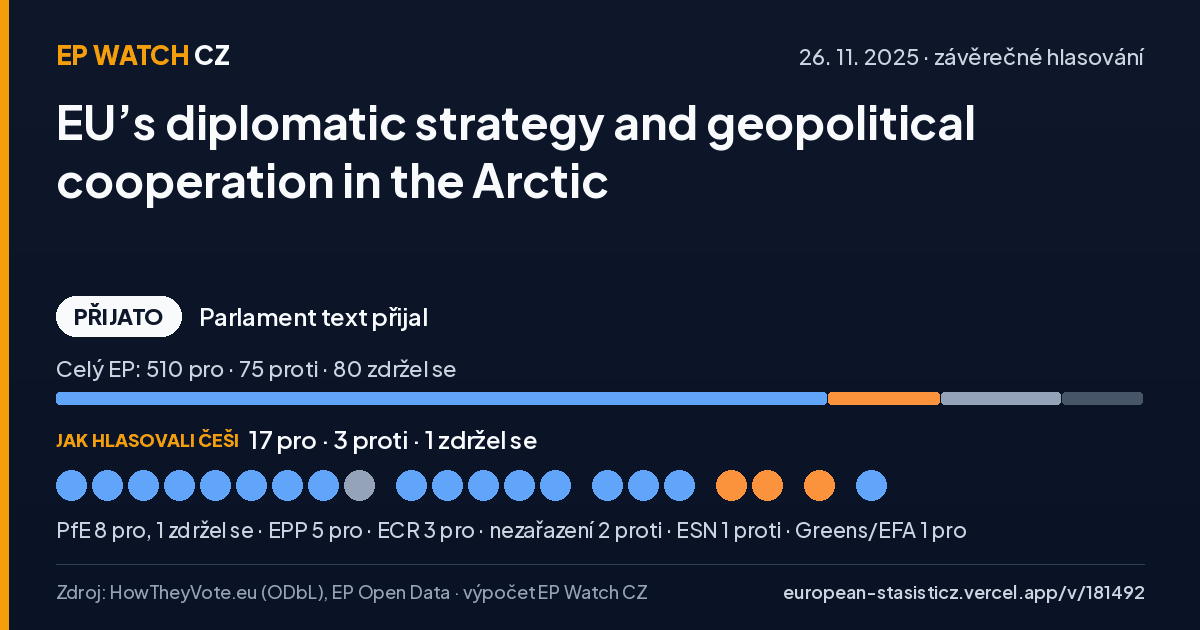 EP WATCH CZ
26. 11. 2025 · závěrečné hlasování
EU’s diplomatic strategy and geopolitical
cooperation in the Arctic
PŘIJATO Parlament text přijal
Celý EP: 510 pro · 75 proti · 80 zdržel se
JAK HLASOVALI ČEŠI 17 pro · 3 proti · 1 zdržel se
PfE 8 pro, 1 zdržel se · EPP 5 pro · ECR 3 pro · nezařazení 2 proti · ESN 1 proti · Greens/EFA 1 pro
Zdroj: HowTheyVote.eu (ODbL), EP Open Data · výpočet EP Watch CZ
european-stasisticz.vercel.app/v/181492